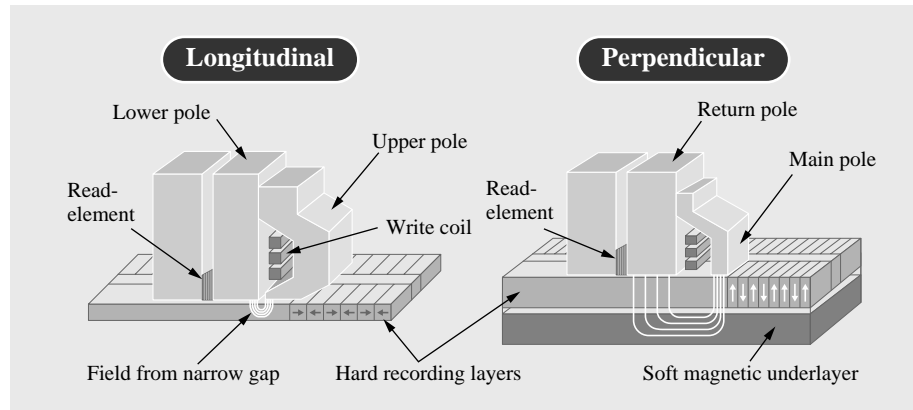 Longitudinal
Perpendicular
Lower pole
Upper pole
Read-
element
Write coil
Field from narrow gap
Hard recording layers
Return pole
Main pole
Read-
element
Soft magnetic underlayer